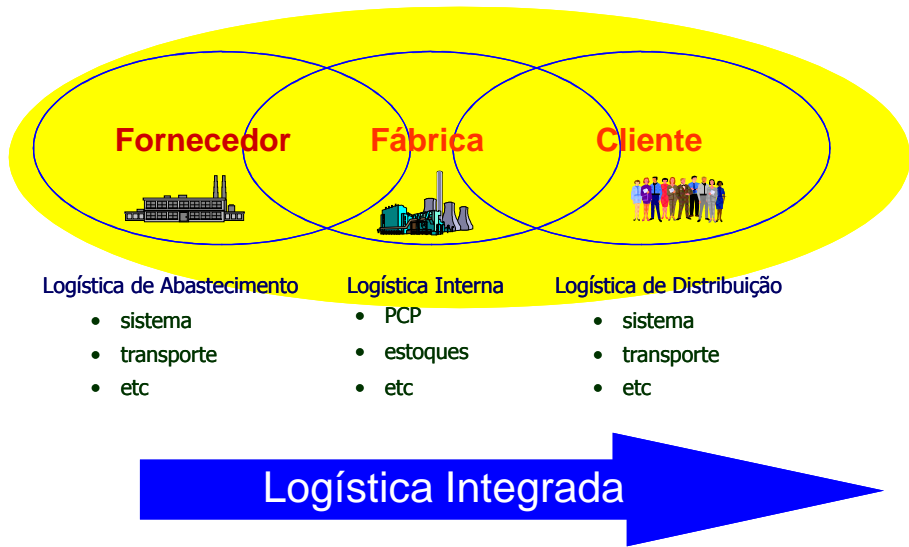 Fornecedor Fábrica Cliente
Logística de Abastecimento Logística Interna Logística de Distribuição
• sistema • PCP • sistema
• transporte • estoques • transporte
• etc • etc • etc
Logística Integrada